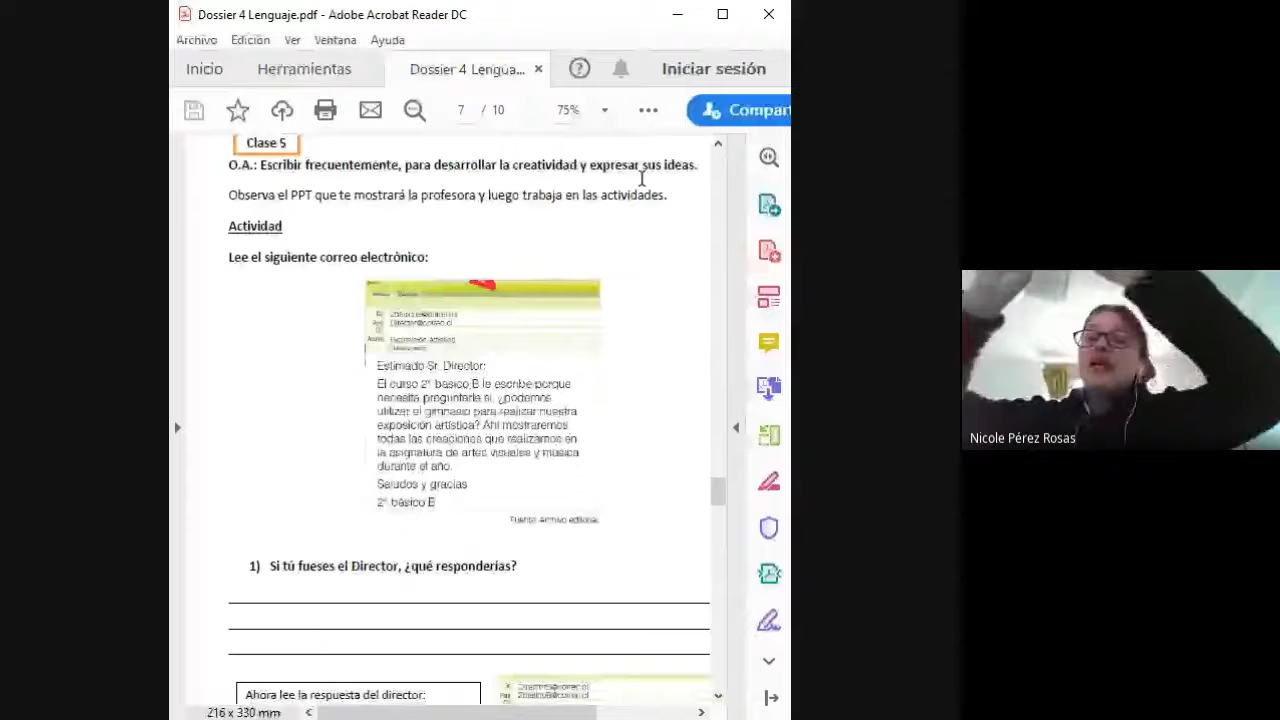 Dossier 4 Lenguaje.pdf - Adobe Acrobat Reader DC
Archivo Edición Ver Ventana Ayuda
Inicio Herramientas Dossier 4 Lengua... Iniciar sesión
7 / 10 75% Compart
Clase 5
O.A.: Escribir frecuentemente, para desarrollar la creatividad y expresar sus ideas.
Observa el PPT que te mostrará la profesora y luego trabaja en las actividades.
Actividad
Lee el siguiente correo electrónico:
Director@correo.cl
Estimado Sr. Director:
El curso 2° básico B le escribe porque
necesita preguntarle si, ¿podemos
utilizar el gimnasio para realizar nuestra
exposición artística? Ahí mostraremos
todas las creaciones que realizamos en
la asignatura de artes visuales y música
durante el año.
Saludos y gracias
2° básico B
Fuente: Archivo editorial
1) Si tú fueses el Director, ¿qué responderías?
Ahora lee la respuesta del director:
216 x 330 mm
Nicole Pérez Rosas